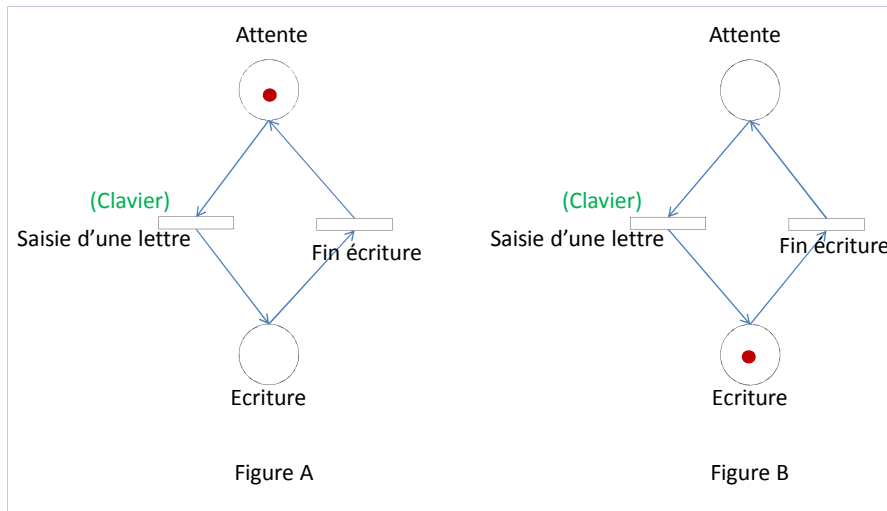 Attente
(Clavier)
Saisie d'une lettre
Fin écriture
Ecriture
Figure A
Attente
(Clavier)
Saisie d'une lettre
Fin écriture
Ecriture
Figure B